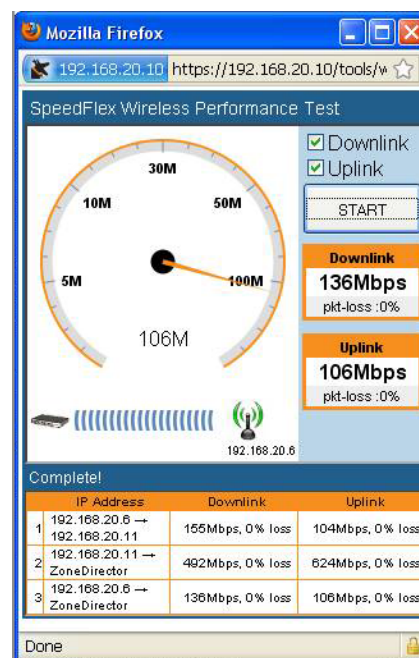 Mozilla Firefox
192.168.20.10 https://192.168.20.10/tools/w
SpeedFlex Wireless Performance Test
Downlink
Uplink
START
5M
10M
30M
50M
100M
106M
Downlink
136Mbps
pkt-loss :0%
Uplink
106Mbps
pkt-loss :0%
192.168.20.6
Complete!
IP Address Downlink Uplink
1 192.168.20.6 →
192.168.20.11 155Mbps, 0% loss 104Mbps, 0% loss
2 192.168.20.11 →
ZoneDirector 492Mbps, 0% loss 624Mbps, 0% loss
3 192.168.20.6 →
ZoneDirector 136Mbps, 0% loss 106Mbps, 0% loss
Done